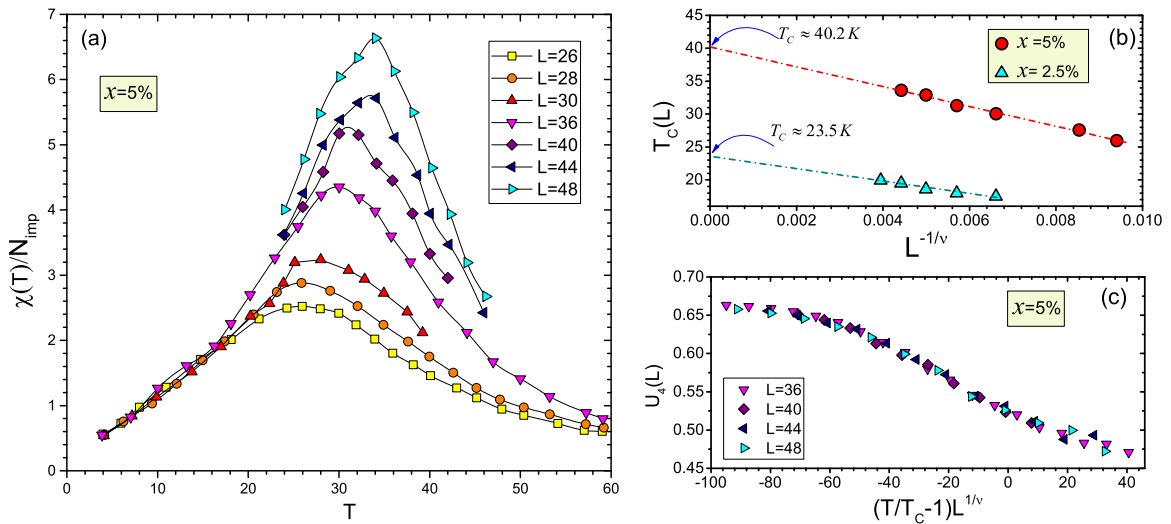 (a)
x=5%
L=26
L=28
L=30
L=36
L=40
L=44
L=48
χ(T)/N_imp
7
6
5
4
3
2
1
0
0 10 20 30 40 50 60
T
(b)
T_C ≈ 40.2 K
x=5%
x= 2.5%
T_C ≈ 23.5 K
T_C(L)
45
40
35
30
25
20
0.000 0.002 0.004 0.006 0.008 0.010
L^{-1/ν}
(c)
x=5%
U_4(L)
0.70
0.65
0.60
0.55
0.50
0.45
L=36
L=40
L=44
L=48
-100 -80 -60 -40 -20 0 20 40
(T/T_C-1)L^{1/ν}